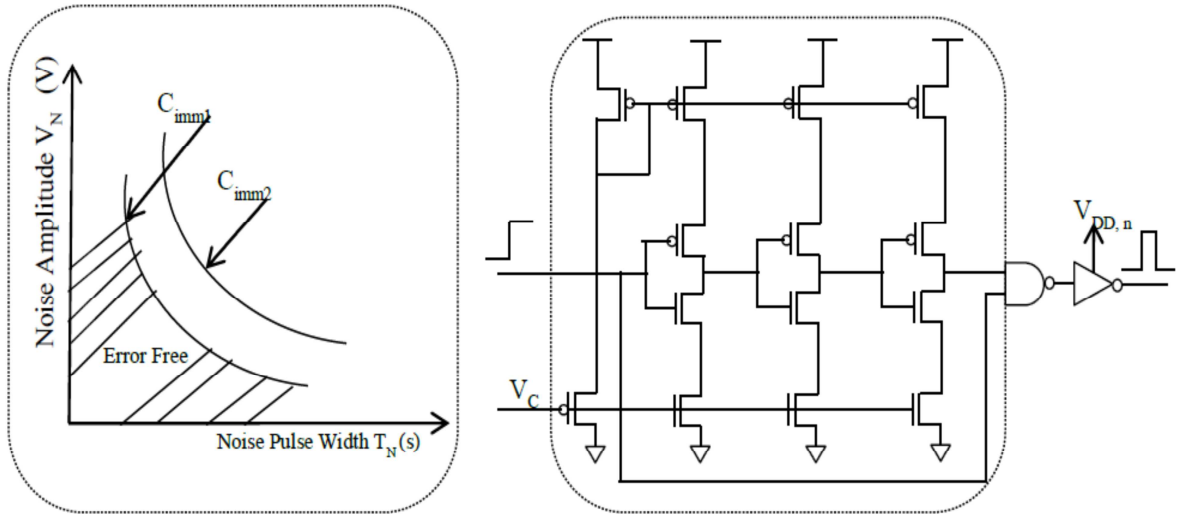 Noise Amplitude V_N (V)
C_imm1
C_imm2
Error Free
Noise Pulse Width T_N(s)
V_C
V_DD, n